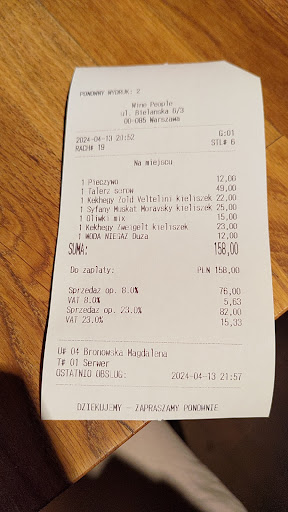 PONOWNY WYDRUK: 2
Wine People
ul. Bielańska 6/3
00-085 Warszawa
2024-04-13 20:52 G:01
RACH# 19 STL# 6
Na miejscu
1 Pieczywo 12,00
1 Talerz serów 49,00
1 Kekhegy Zold Veltelini kieliszek 22,00
1 Syfany Muskat Moravsky kieliszek 25,00
1 Oliwki mix 15,00
1 Kekhegy Zweigelt kieliszek 23,00
1 WODA NIEGAZ Duża 12,00
SUMA: 158,00
Do zapłaty: PLN 158,00
Sprzedaż op. 8.0% 76,00
VAT 8.0% 5,63
Sprzedaż op. 23.0% 82,00
VAT 23.0% 15,33
U# 04 Bronowska Magdalena
T# 01 Serwer
OSTATNIO OBSŁUG: 2024-04-13 21:57
DZIĘKUJEMY - ZAPRASZAMY PONOWNIE